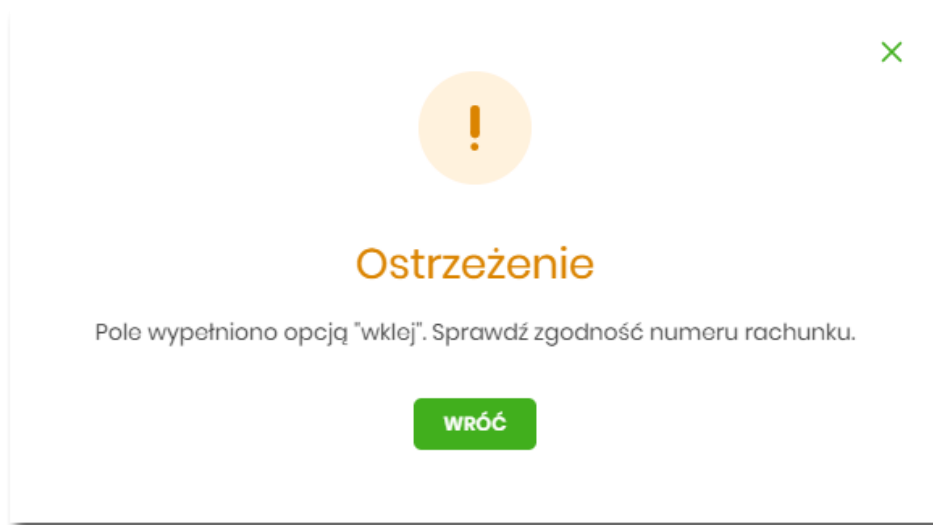 Ostrzeżenie
Pole wypełniono opcją "wklej". Sprawdź zgodność numeru rachunku.
WRÓĆ